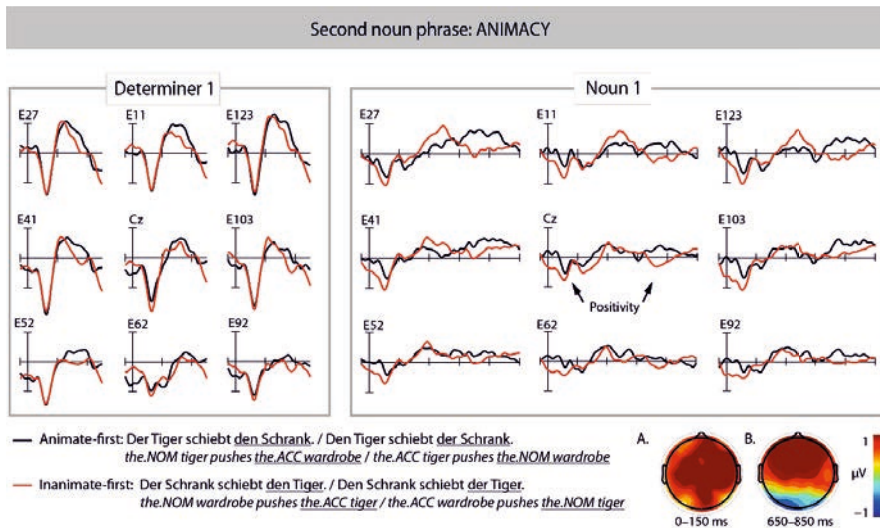 Second noun phrase: ANIMACY
Determiner 1
Noun 1
E27
E11
E123
E27
E11
E123
E41
Cz
E103
E41
Cz
E103
Positivity
E52
E62
E92
E52
E62
E92
Animate-first: Der Tiger schiebt den Schrank. / Den Tiger schiebt der Schrank.
the.NOM tiger pushes the.ACC wardrobe / the.ACC tiger pushes the.NOM wardrobe
Inanimate-first: Der Schrank schiebt den Tiger. / Den Schrank schiebt der Tiger.
the.NOM wardrobe pushes the.ACC tiger / the.ACC wardrobe pushes the.NOM tiger
A.
B.
1
μV
−1
0–150 ms
650–850 ms